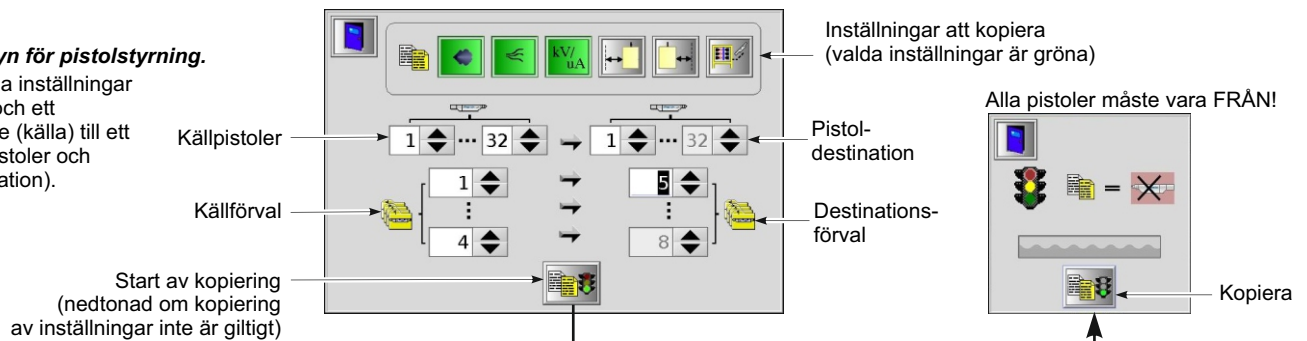 yn för pistolstyrning.
a inställningar
och ett
e (källa) till ett
stoler och
ation).
Källpistoler
Källförval
Start av kopiering
(nedtonad om kopiering
av inställningar inte är giltigt)
kV/
uA
1 ... 32
1 ... 32
1
5
4
8
Inställningar att kopiera
(valda inställningar är gröna)
Pistol-
destination
Destinations-
förval
Alla pistoler måste vara FRÅN!
=
Kopiera